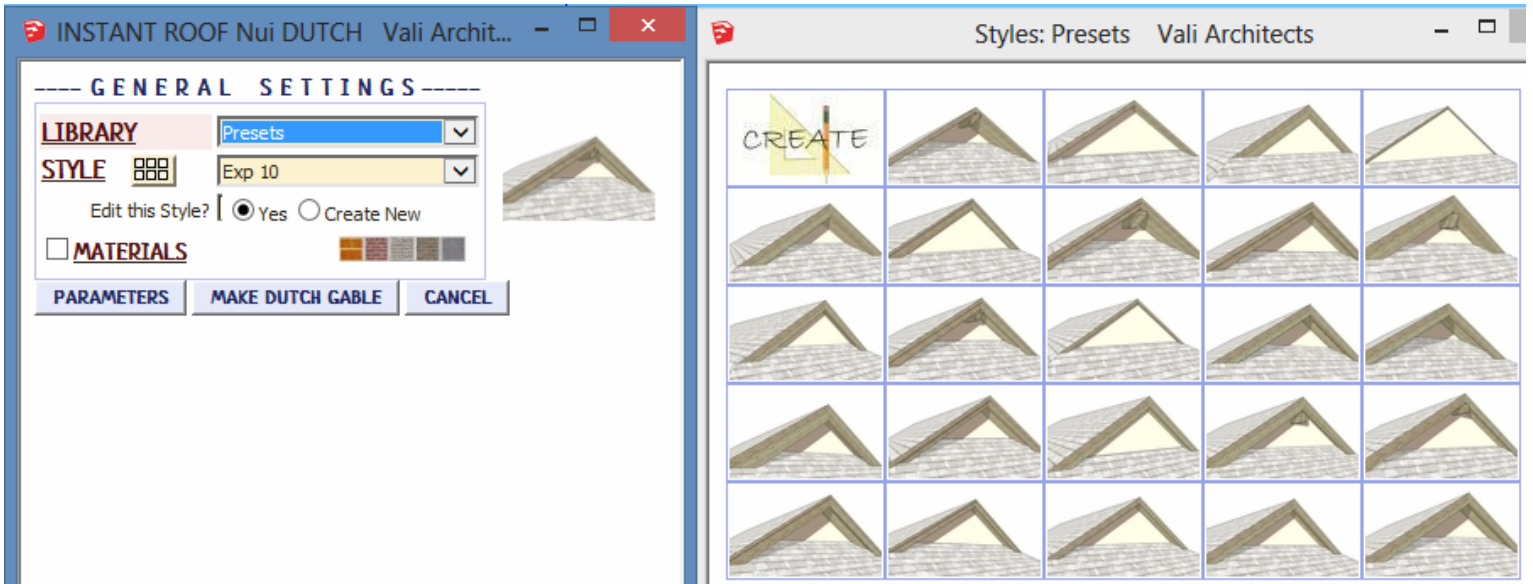 INSTANT ROOF Nui DUTCH Vali Archit...
---- GENERAL SETTINGS-----
LIBRARY Presets
STYLE Exp 10
Edit this Style? Yes Create New
MATERIALS
PARAMETERS MAKE DUTCH GABLE CANCEL
Styles: Presets Vali Architects
CREATE